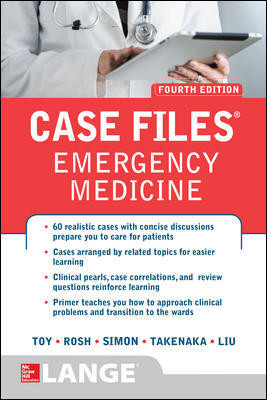 FOURTH EDITION
CASE FILES®
EMERGENCY
MEDICINE
• 60 realistic cases with concise discussions
prepare you to care for patients
• Cases arranged by related topics for easier
learning
• Clinical pearls, case correlations, and review
questions reinforce learning
• Primer teaches you how to approach clinical
problems and transition to the wards
TOY • ROSH • SIMON • TAKENAKA • LIU
Mc
Graw
Hill
Education
LANGE®